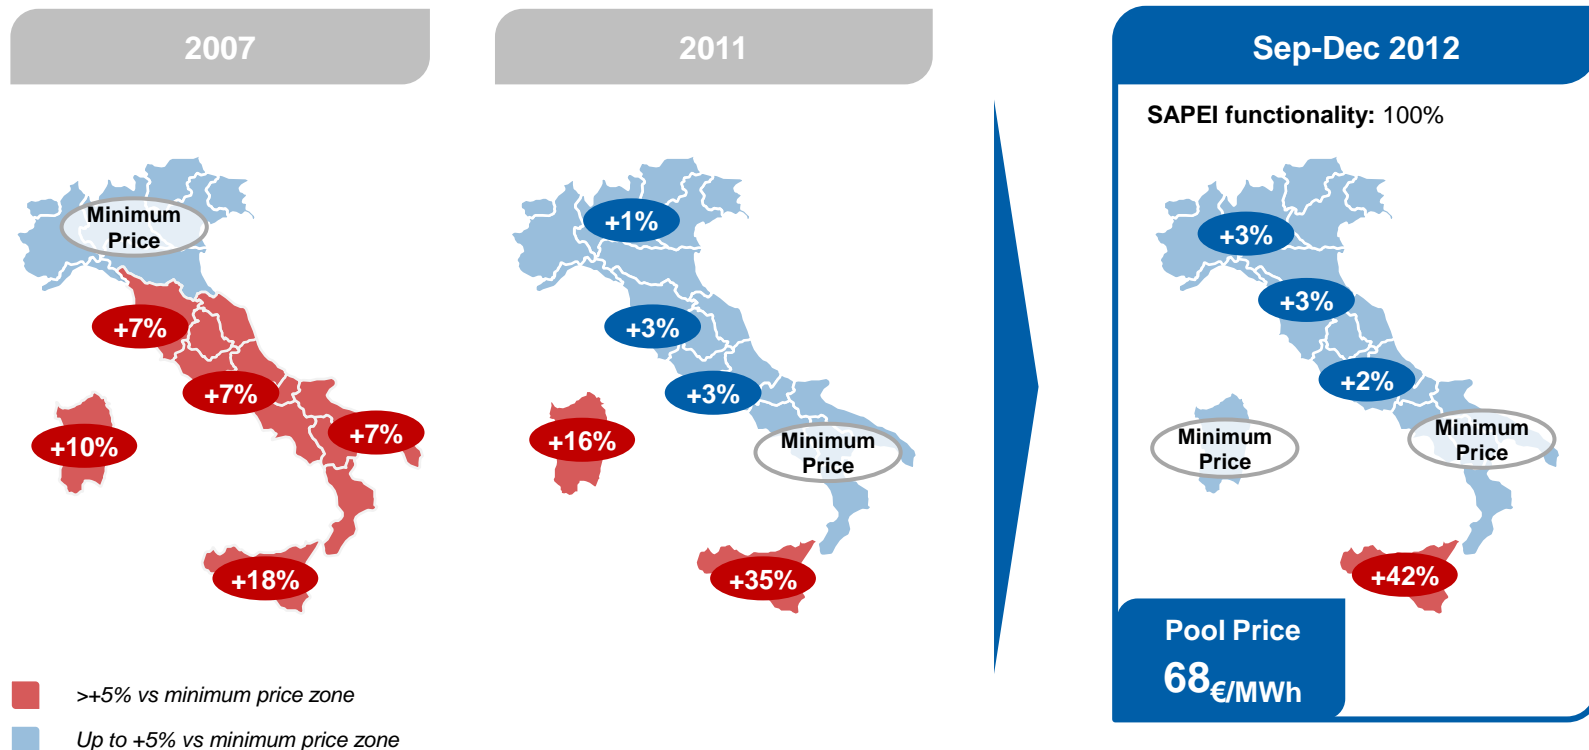 2007
2011
Sep-Dec 2012
SAPEI functionality: 100%
Minimum
Price
+7%
+7%
+7%
+10%
+18%
+1%
+3%
+3%
+16%
Minimum
Price
+35%
+3%
+3%
+2%
Minimum
Price
Minimum
Price
+42%
Pool Price
68€/MWh
>+5% vs minimum price zone
Up to +5% vs minimum price zone